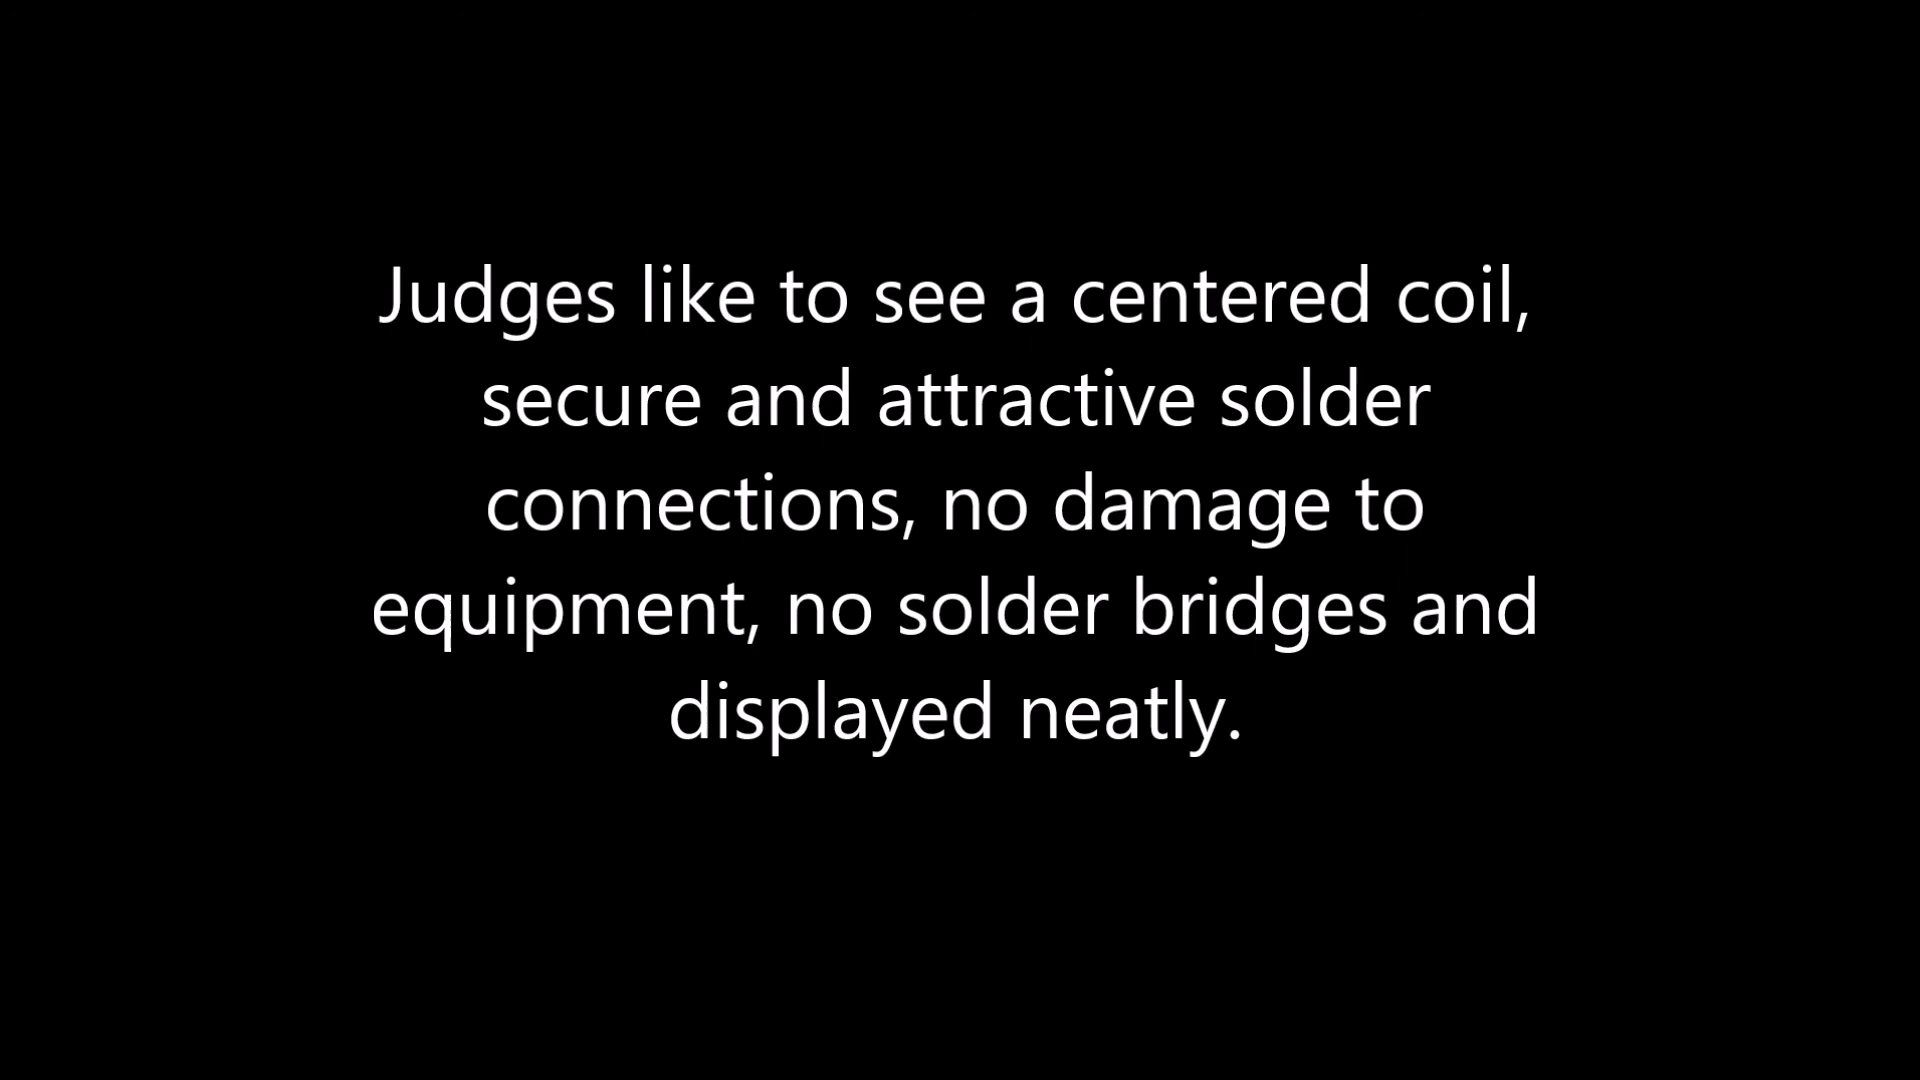 Judges like to see a centered coil,
secure and attractive solder
connections, no damage to
equipment, no solder bridges and
displayed neatly.